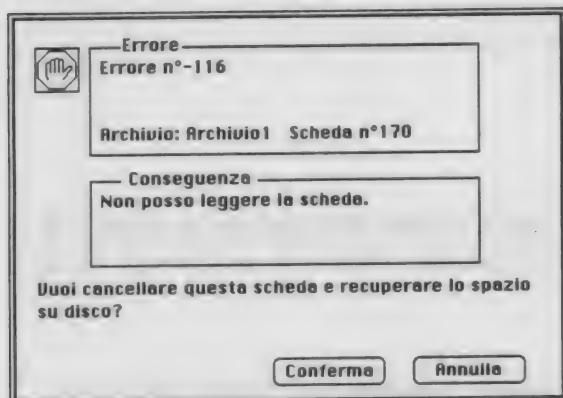 Errore
Errore n°-116
Archivio: Archivio1 Scheda n°170
Conseguenza
Non posso leggere la scheda.
Vuoi cancellare questa scheda e recuperare lo spazio
su disco?
Conferma Annulla